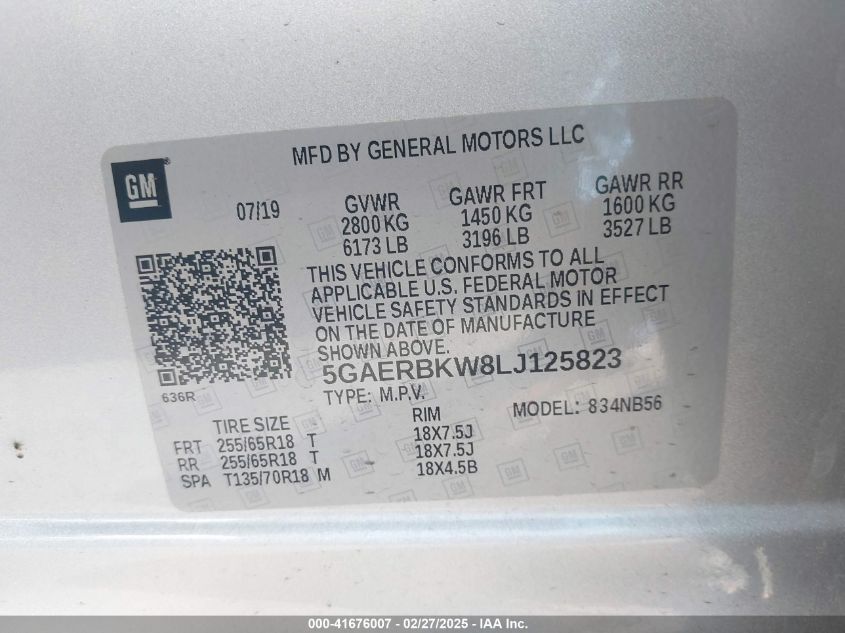 MFD BY GENERAL MOTORS LLC
GM
07/19
GVWR GAWR FRT GAWR RR
2800 KG 1450 KG 1600 KG
6173 LB 3196 LB 3527 LB
THIS VEHICLE CONFORMS TO ALL
APPLICABLE U.S. FEDERAL MOTOR
VEHICLE SAFETY STANDARDS IN EFFECT
ON THE DATE OF MANUFACTURE
SHOWN ABOVE.
5GAERBKW8LJ125823
636R
TYPE: M.P.V.
MODEL: 834NB56
TIRE SIZE RIM
FRT 255/65R18 T 18X7.5J
RR 255/65R18 T 18X7.5J
SPA T135/70R18 M 18X4.5B
000-41676007 - 02/27/2025 - IAA Holdings, LLC.